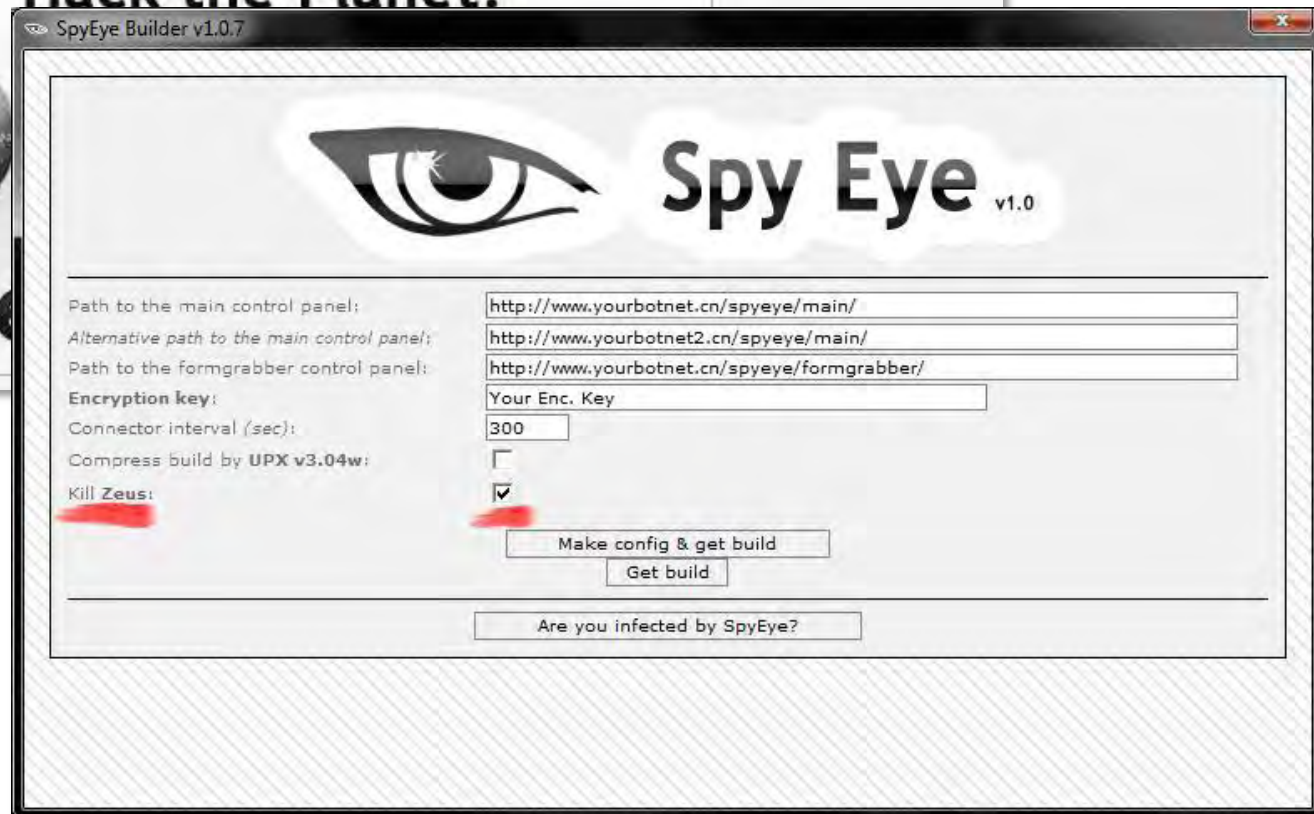 Hack the Planet!
SpyEye Builder v1.0.7
Spy Eye v1.0
Path to the main control panel: http://www.yourbotnet.cn/spyeye/main/
Alternative path to the main control panel: http://www.yourbotnet2.cn/spyeye/main/
Path to the formgrabber control panel: http://www.yourbotnet.cn/spyeye/formgrabber/
Encryption key: Your Enc. Key
Connector interval (sec): 300
Compress build by UPX v3.04w:
Kill Zeus:
Make config & get build
Get build
Are you infected by SpyEye?